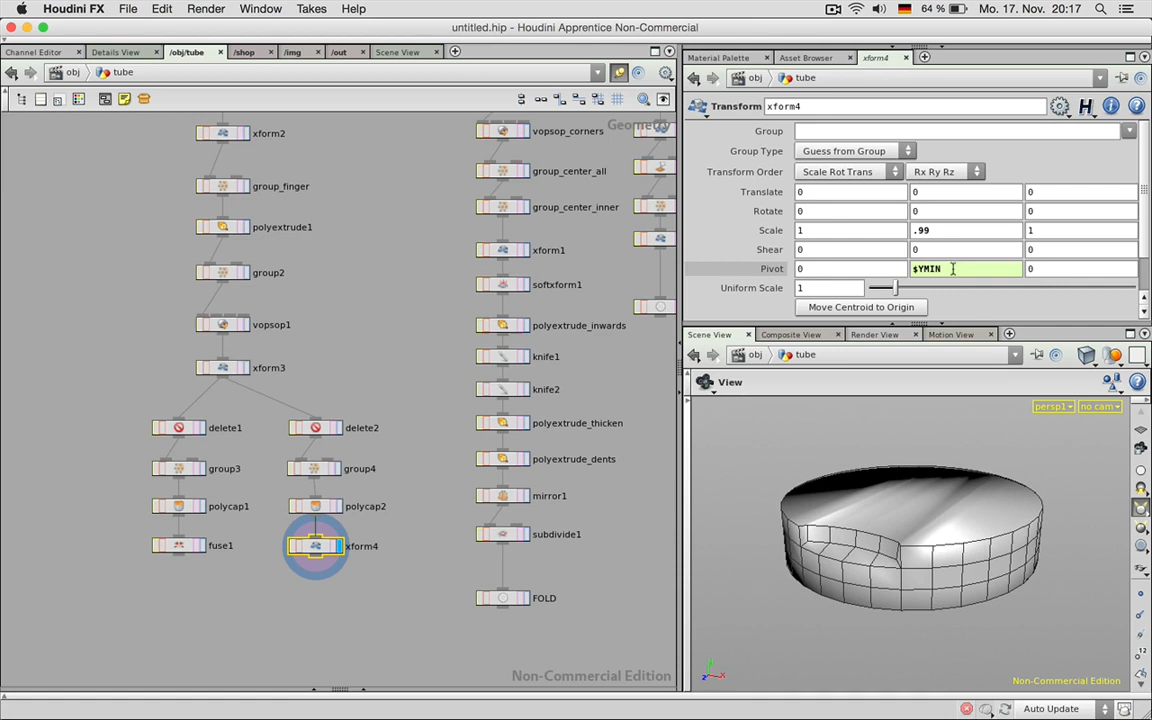 Houdini FX File Edit Render Window Takes Help 64 % Mo. 17. Nov. 20:17
untitled.hip - Houdini Apprentice Non-Commercial
Channel Editor Details View /obj/tube /shop /img /out Scene View
Material Palette Asset Browser xform4
obj tube
obj tube
Transform xform4
Geometry
Group
Group Type Guess from Group
Transform Order Scale Rot Trans Rx Ry Rz
Translate 0 0 0
Rotate 0 0 0
Scale 1 .99 1
Shear 0 0 0
Pivot 0 $YMIN 0
Uniform Scale 1
Move Centroid to Origin
xform2
group_finger
polyextrude1
group2
vopsop1
xform3
delete1
delete2
group3
group4
polycap1
polycap2
fuse1
xform4
vopsop_corners
group_center_all
group_center_inner
xform1
softxform1
polyextrude_inwards
knife1
knife2
polyextrude_thicken
polyextrude_dents
mirror1
subdivide1
FOLD
Non-Commercial Edition
Scene View Composite View Render View Motion View
obj tube
View
persp1 no cam
12
z x
Non-Commercial Edition
Auto Update